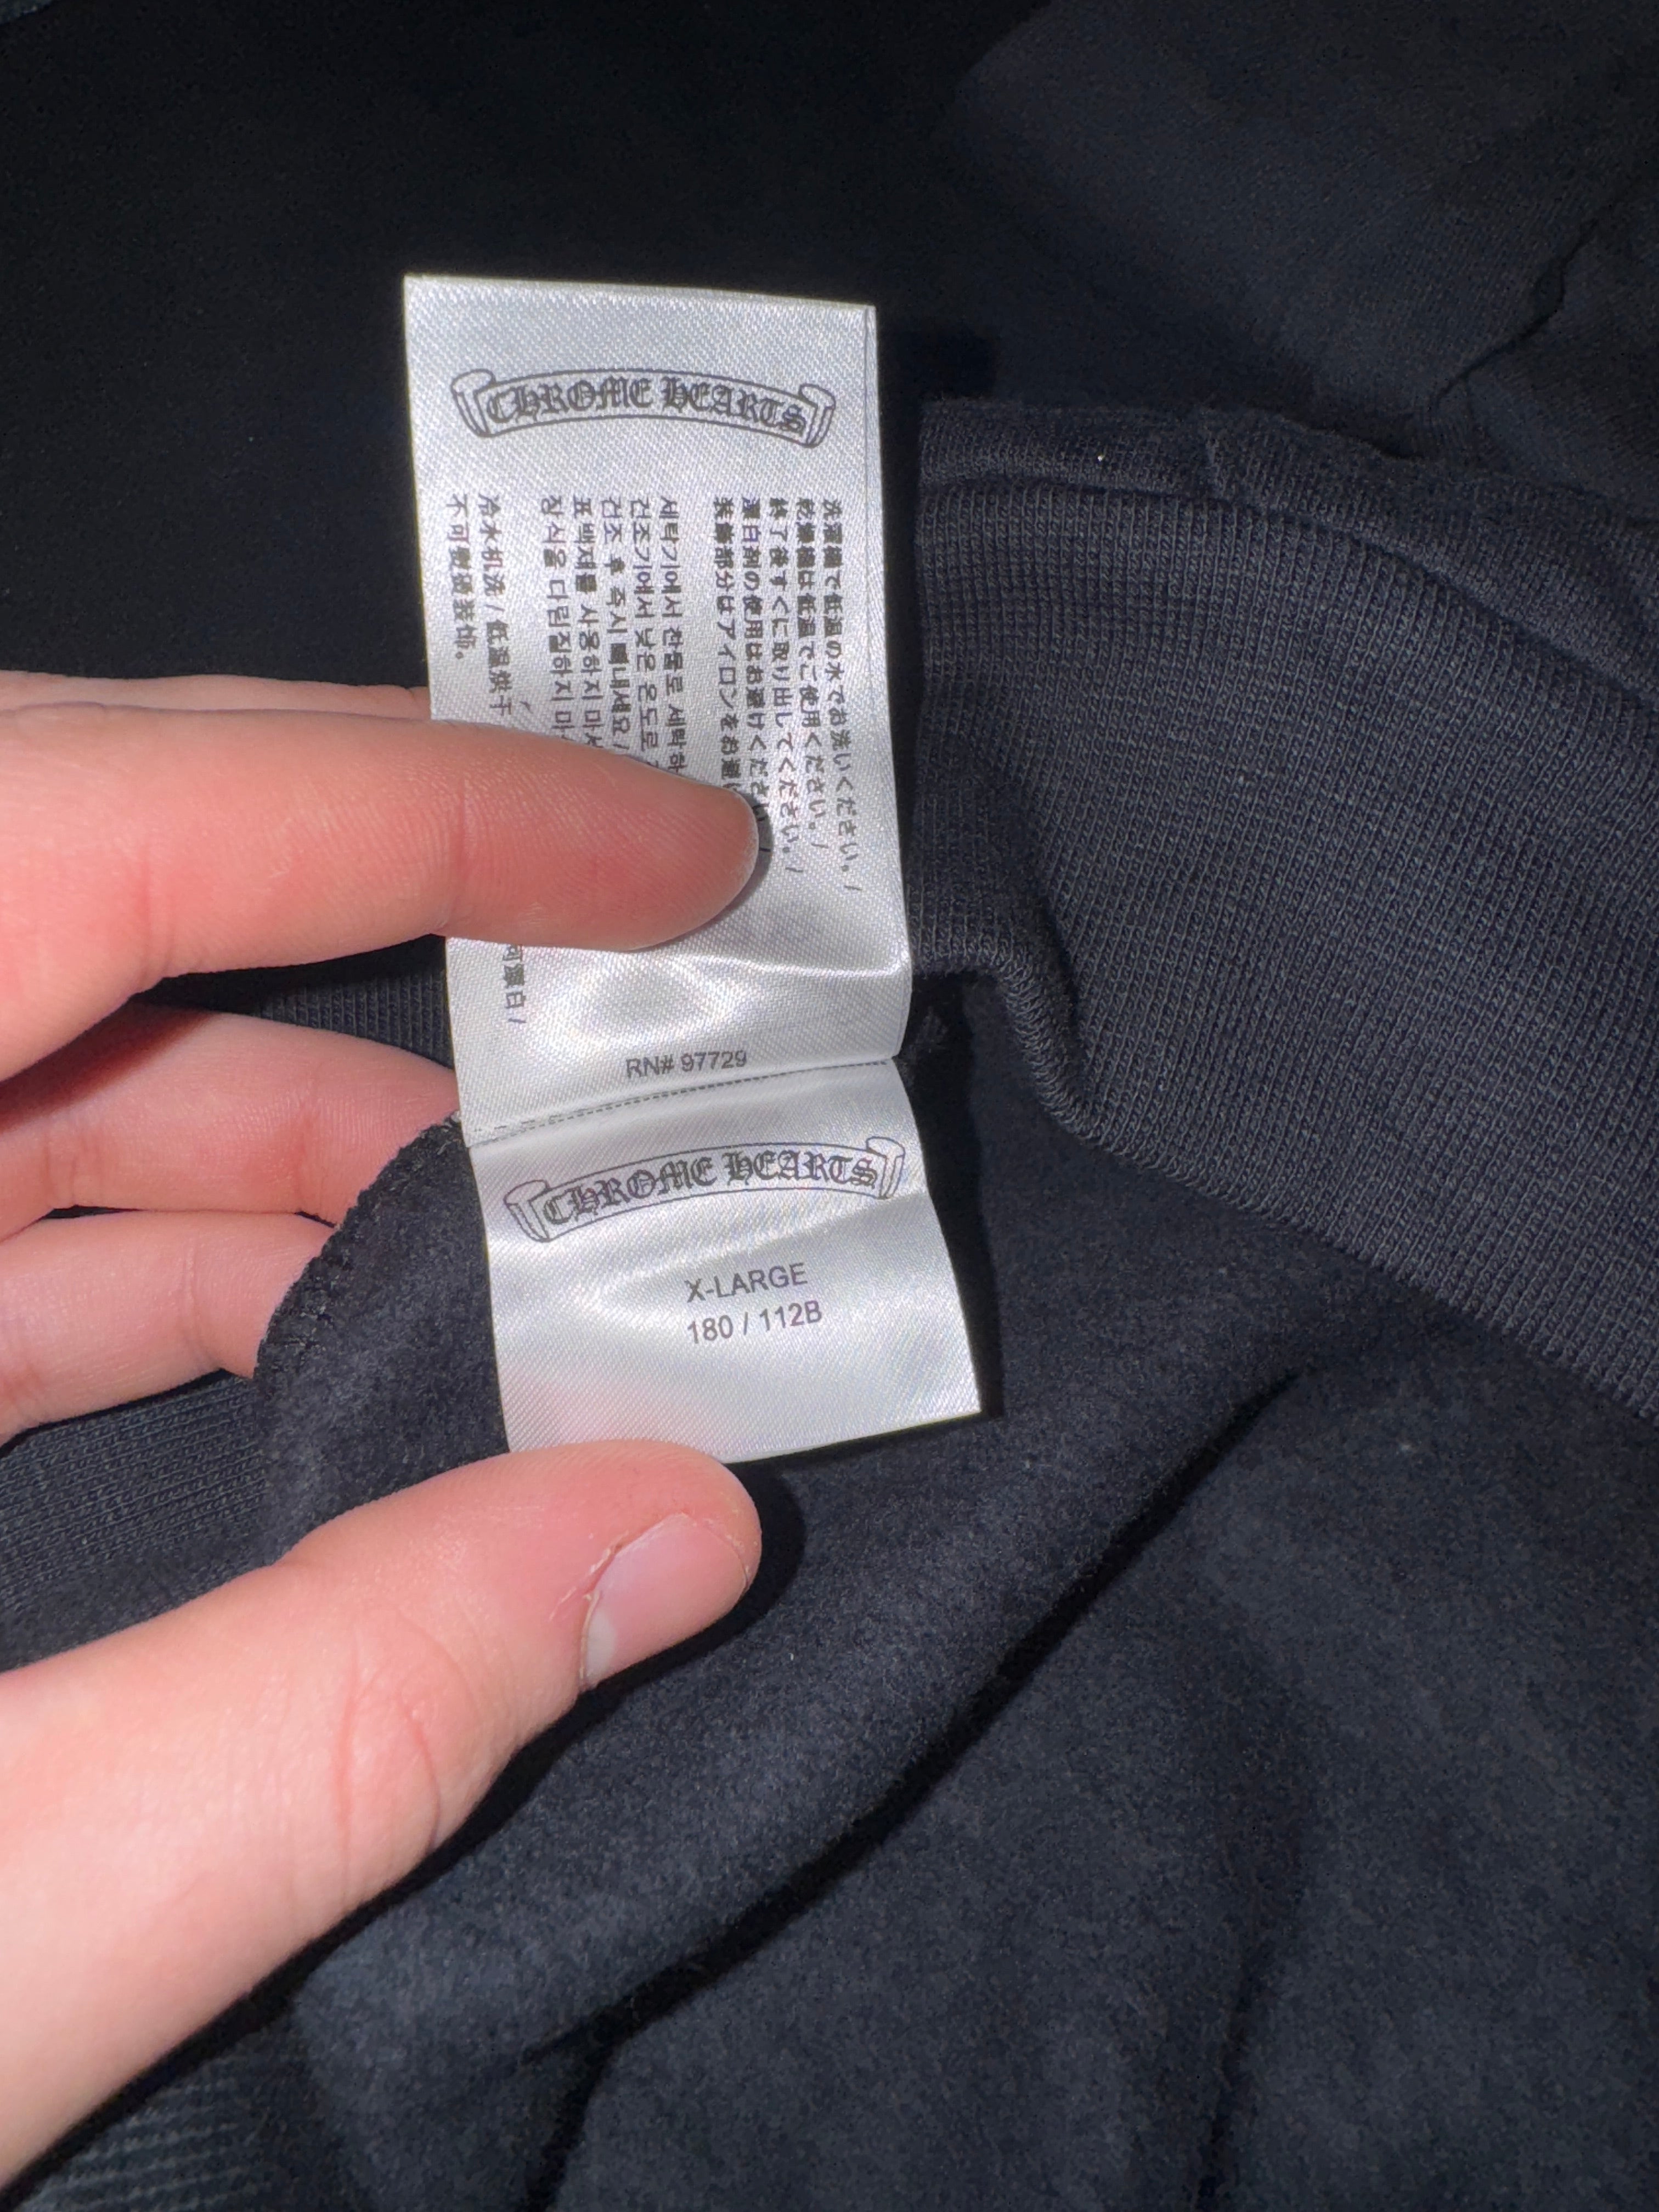 CHROME HEARTS
洗濯機で低温の水でお洗いください。/
乾燥機は低温でご使用ください。/
終了後すぐに取り出してください。/
漂白剤の使用はお避けください。/
装飾部分はアイロンをお避け
세탁기에서 찬물로 세탁하
건조기에서 낮은 온도로
건조 후 즉시 빼내세요 /
표백제를 사용하지 마
장식을 다림질하지 마
冷水机洗 / 低温烘干 可漂白 /
不可熨烫装饰。
RN# 97729
CHROME HEARTS
X-LARGE
180 / 112B